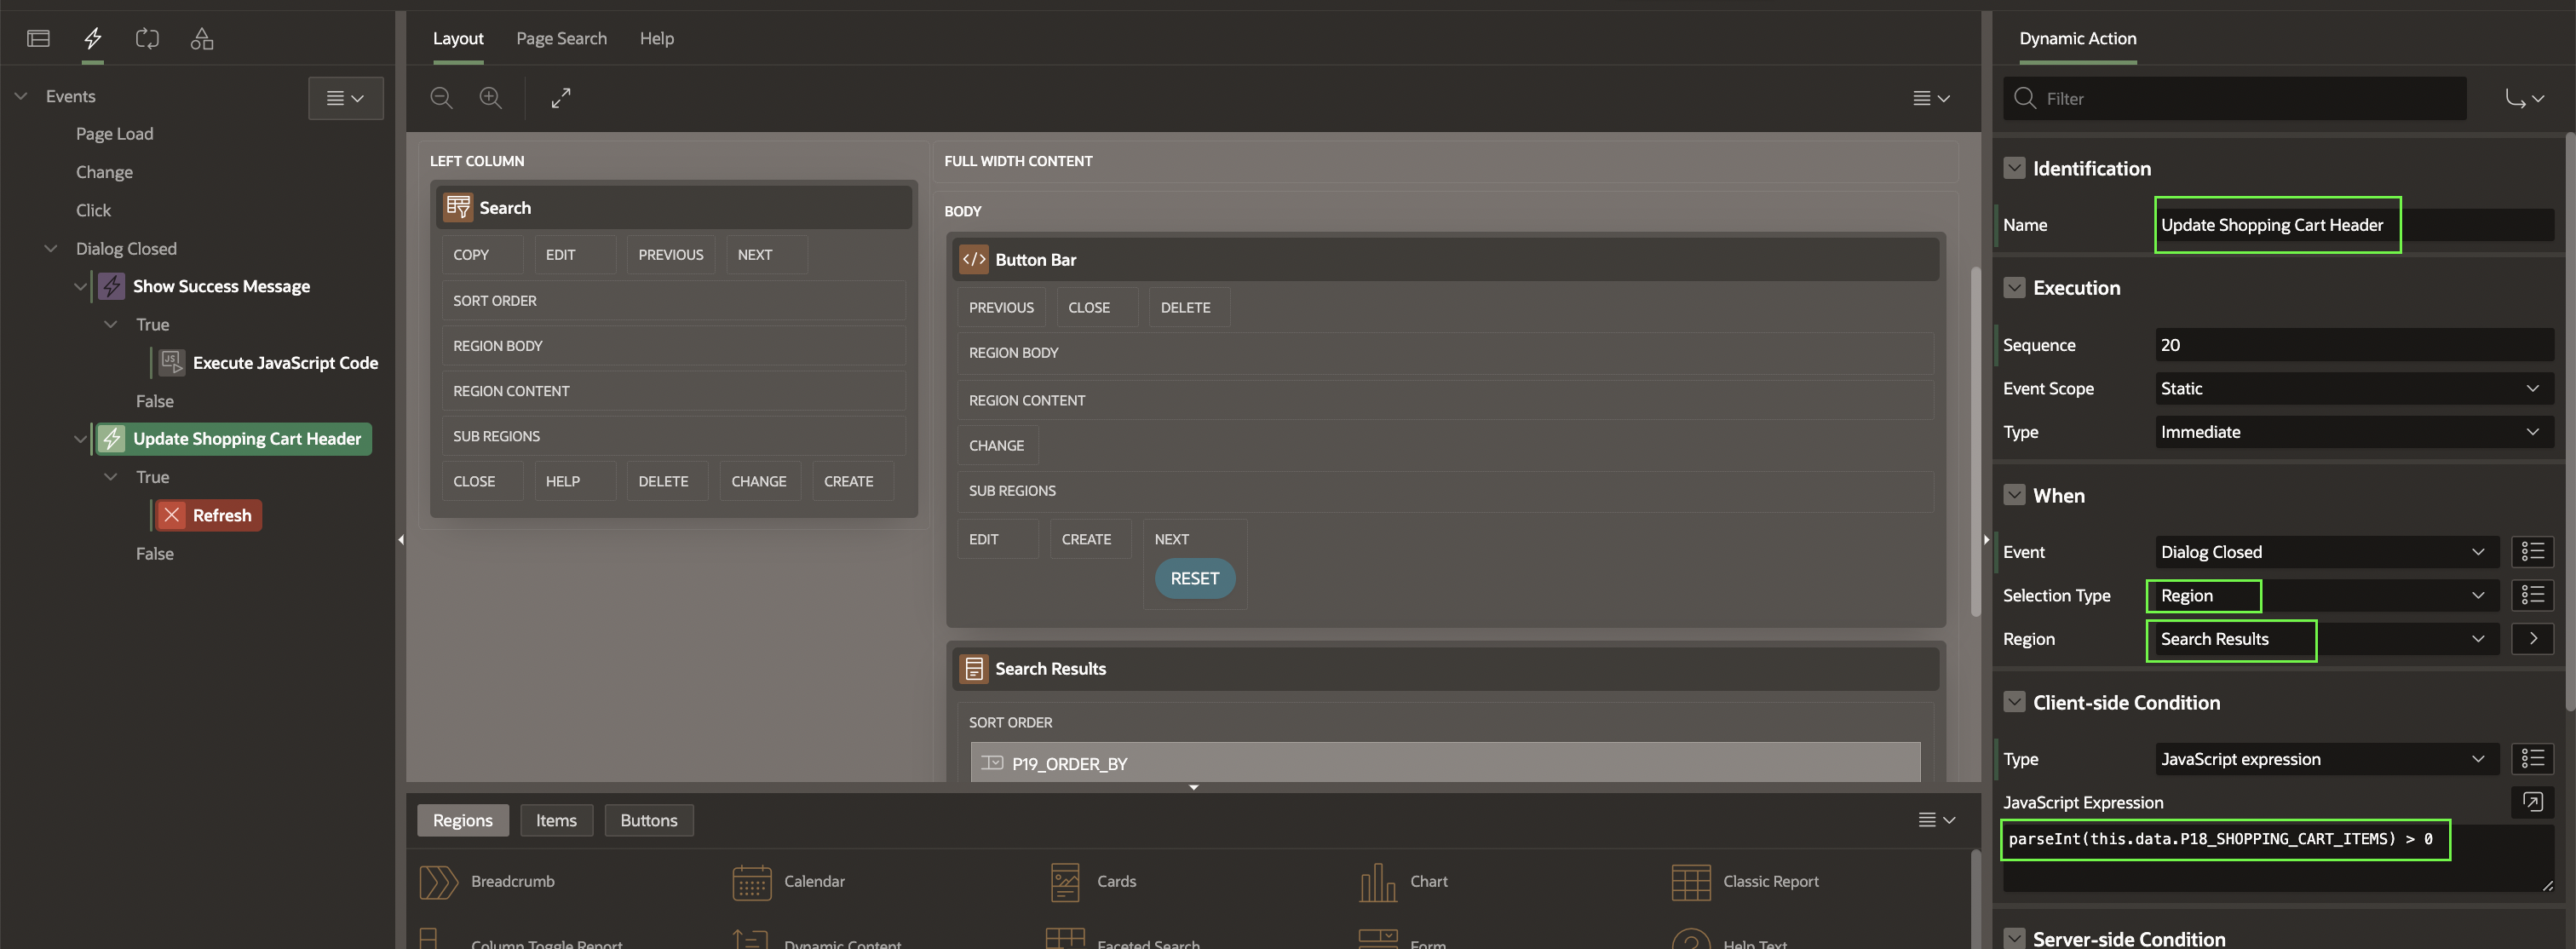 Layout
Page Search
Help
Dynamic Action
Events
Page Load
Change
Click
Dialog Closed
Show Success Message
True
Execute JavaScript Code
False
Update Shopping Cart Header
True
Refresh
False
LEFT COLUMN
Search
COPY
EDIT
PREVIOUS
NEXT
SORT ORDER
REGION BODY
REGION CONTENT
SUB REGIONS
CLOSE
HELP
DELETE
CHANGE
CREATE
FULL WIDTH CONTENT
BODY
Button Bar
PREVIOUS
CLOSE
DELETE
REGION BODY
REGION CONTENT
CHANGE
SUB REGIONS
EDIT
CREATE
NEXT
RESET
Search Results
SORT ORDER
P19_ORDER_BY
Regions
Items
Buttons
Breadcrumb
Calendar
Cards
Chart
Classic Report
Column Toggle Report
Dynamic Content
Faceted Search
Form
Help Text
Filter
Identification
Name
Update Shopping Cart Header
Execution
Sequence
20
Event Scope
Static
Type
Immediate
When
Event
Dialog Closed
Selection Type
Region
Region
Search Results
Client-side Condition
Type
JavaScript expression
JavaScript Expression
parseInt(this.data.P18_SHOPPING_CART_ITEMS) > 0
Server-side Condition